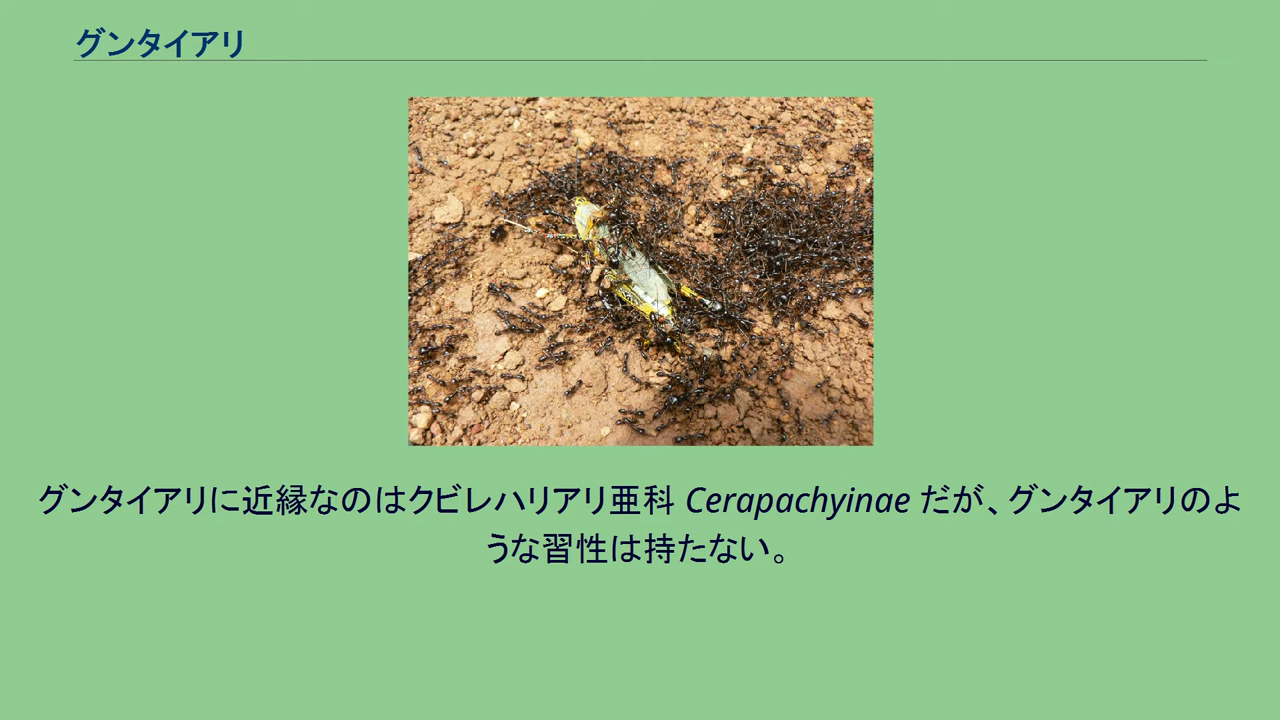 グンタイアリ
グンタイアリに近縁なのはクビレハリアリ亜科 Cerapachyinae だが、グンタイアリのよ
うな習性は持たない。